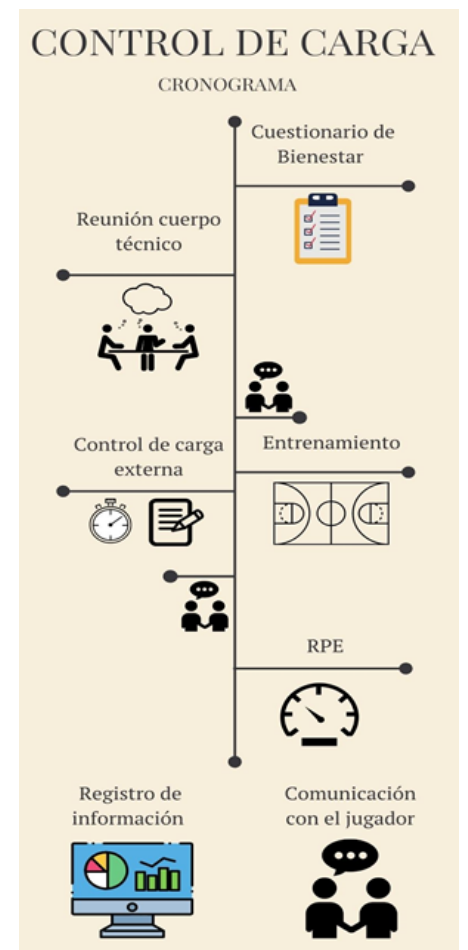 CONTROL DE CARGA
CRONOGRAMA
Cuestionario de
Bienestar
Reunión cuerpo
técnico
Entrenamiento
Control de carga
externa
RPE
Registro de
información
Comunicación
con el jugador